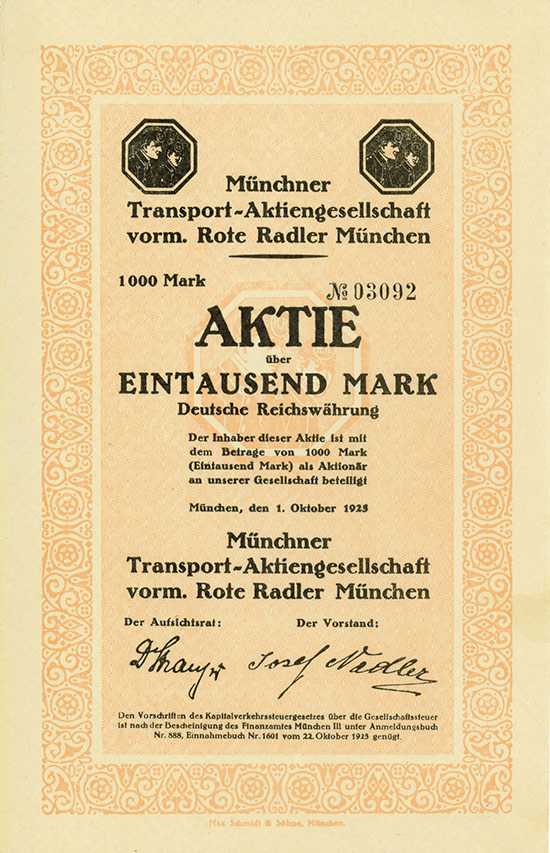 Münchner
Transport-Aktiengesellschaft
vorm. Rote Radler München
1000 Mark
№ 03092
AKTIE
über
EINTAUSEND MARK
Deutsche Reichswährung
Der Inhaber dieser Aktie ist mit
dem Betrage von 1000 Mark
(Eintausend Mark) als Aktionär
an unserer Gesellschaft beteiligt
München, den 1. Oktober 1923
Münchner
Transport-Aktiengesellschaft
vorm. Rote Radler München
Der Aufsichtsrat: Der Vorstand:
Josef Nadler
Den Vorschriften des Kapitalverkehrssteuergesetzes über die Gesellschaftssteuer
ist nach der Bescheinigung des Finanzamtes München III unter Anmeldungsbuch
Nr. 888, Einnahmebuch Nr. 1601 vom 22. Oktober 1923 genügt.
Max Schmidt & Söhne, München.